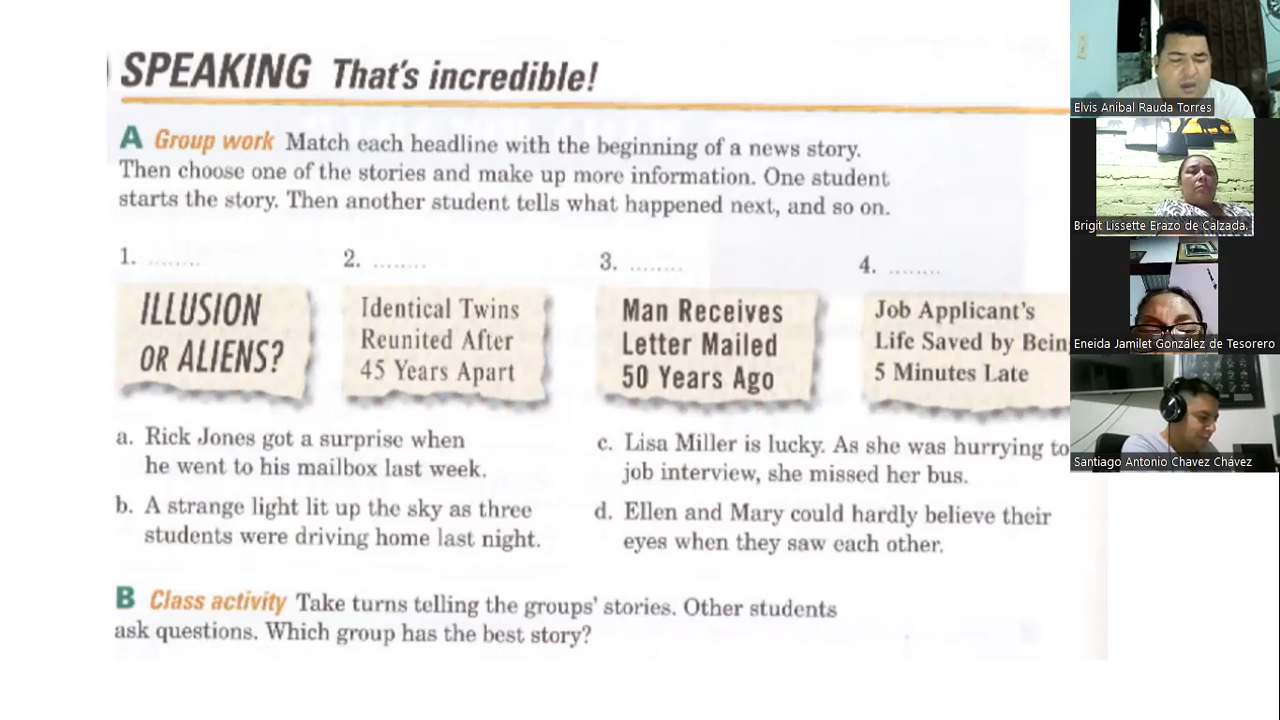 SPEAKING That's incredible!
A Group work Match each headline with the beginning of a news story.
Then choose one of the stories and make up more information. One student
starts the story. Then another student tells what happened next, and so on.
1. ........
2. ........
3. ........
4. ........
ILLUSION
OR ALIENS?
Identical Twins
Reunited After
45 Years Apart
Man Receives
Letter Mailed
50 Years Ago
Job Applicant's
Life Saved by Bein
5 Minutes Late
a. Rick Jones got a surprise when
he went to his mailbox last week.
b. A strange light lit up the sky as three
students were driving home last night.
c. Lisa Miller is lucky. As she was hurrying to
job interview, she missed her bus.
d. Ellen and Mary could hardly believe their
eyes when they saw each other.
B Class activity Take turns telling the groups' stories. Other students
ask questions. Which group has the best story?
Elvis Anibal Rauda Torres
Brigit Lissette Erazo de Calzada.
Eneida Jamilet González de Tesorero
Santiago Antonio Chavez Chávez